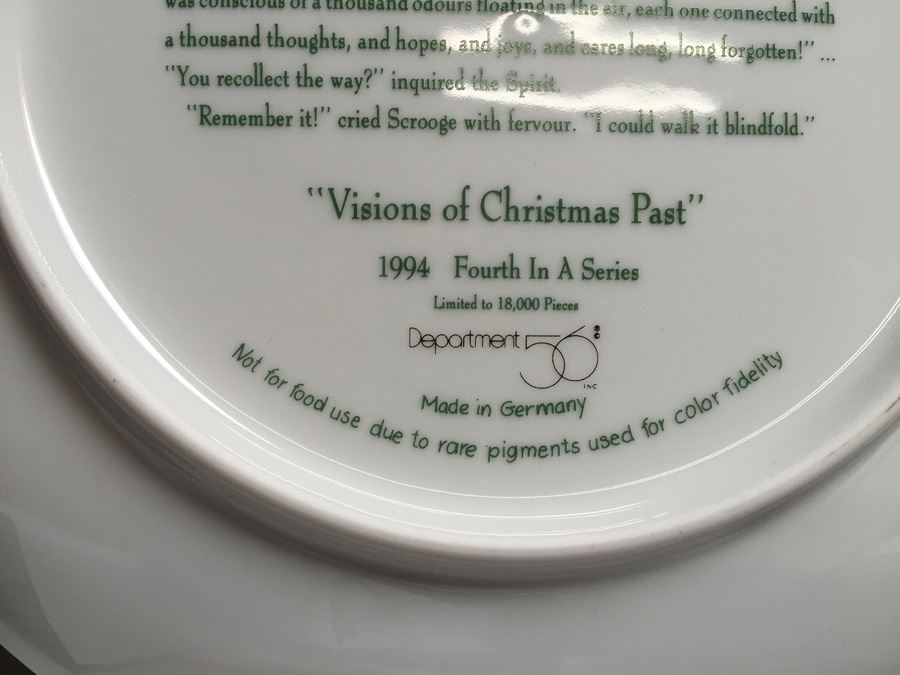 was conscious of a thousand odours floating in the air, each one connected with
a thousand thoughts, and hopes, and joys, and cares long, long forgotten!” ...
“You recollect the way?” inquired the Spirit.
“Remember it!” cried Scrooge with fervour. “I could walk it blindfold.”
“Visions of Christmas Past”
1994 Fourth In A Series
Limited to 18,000 Pieces
Department 56 ® ©
INC
Made in Germany
Not for food use due to rare pigments used for color fidelity